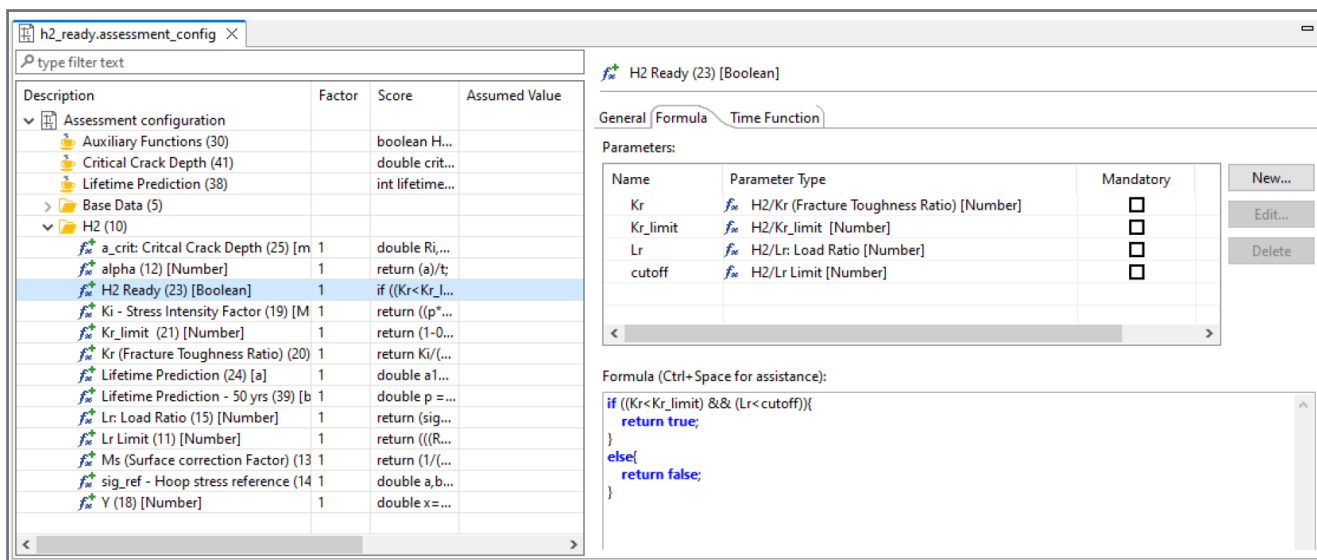 h2_ready.assessment_config
type filter text
Description Factor Score Assumed Value
Assessment configuration
Auxiliary Functions (30) boolean H...
Critical Crack Depth (41) double crit...
Lifetime Prediction (38) int lifetime...
Base Data (5)
H2 (10)
a_crit: Critcal Crack Depth (25) [m 1 double Ri,...
alpha (12) [Number] 1 return (a)/t;
H2 Ready (23) [Boolean] 1 if ((Kr<Kr_l...
Ki - Stress Intensity Factor (19) [M 1 return ((p*...
Kr_limit (21) [Number] 1 return (1-0...
Kr (Fracture Toughness Ratio) (20) 1 return Ki/(...
Lifetime Prediction (24) [a] 1 double a1...
Lifetime Prediction - 50 yrs (39) [b 1 double p =...
Lr: Load Ratio (15) [Number] 1 return (sig...
Lr Limit (11) [Number] 1 return (((R...
Ms (Surface correction Factor) (13 1 return (1/(...
sig_ref - Hoop stress reference (14 1 double a,b...
Y (18) [Number] 1 double x=...
H2 Ready (23) [Boolean]
General Formula Time Function
Parameters:
Name Parameter Type Mandatory
Kr H2/Kr (Fracture Toughness Ratio) [Number]
Kr_limit H2/Kr_limit [Number]
Lr H2/Lr: Load Ratio [Number]
cutoff H2/Lr Limit [Number]
New...
Edit...
Delete
Formula (Ctrl+Space for assistance):
if ((Kr<Kr_limit) && (Lr<cutoff)){
return true;
}
else{
return false;
}